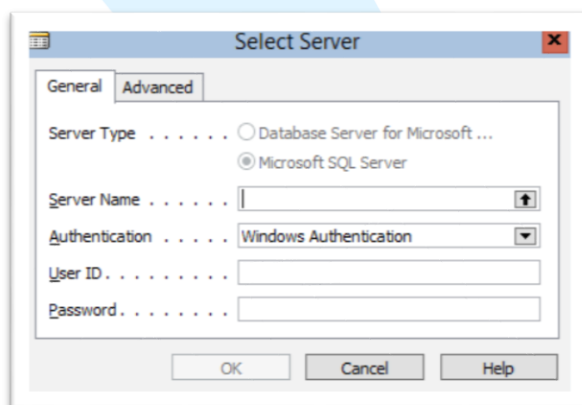 Select Server
General Advanced
Server Type . . . . . . Database Server for Microsoft ...
Microsoft SQL Server
Server Name . . . . . .
Authentication . . . . . Windows Authentication
User ID . . . . . . . . .
Password . . . . . . . .
OK Cancel Help